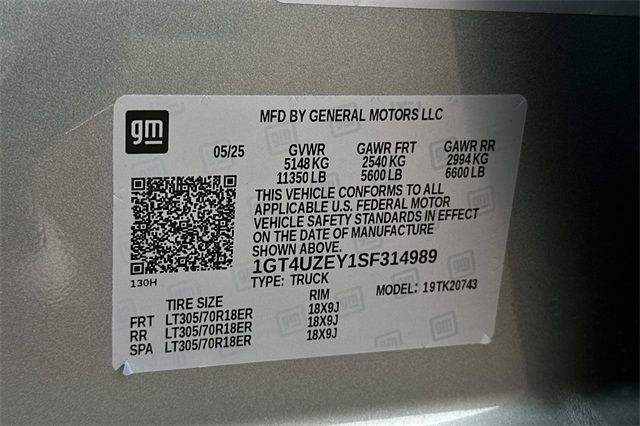 gm
MFD BY GENERAL MOTORS LLC
05/25 GVWR GAWR FRT GAWR RR
5148 KG 2540 KG 2994 KG
11350 LB 5600 LB 6600 LB
THIS VEHICLE CONFORMS TO ALL
APPLICABLE U.S. FEDERAL MOTOR
VEHICLE SAFETY STANDARDS IN EFFECT
ON THE DATE OF MANUFACTURE
SHOWN ABOVE.
1GT4UZEY1SF314989
130H
TYPE: TRUCK MODEL: 19TK20743
TIRE SIZE RIM
FRT LT305/70R18ER 18X9J
RR LT305/70R18ER 18X9J
SPA LT305/70R18ER 18X9J